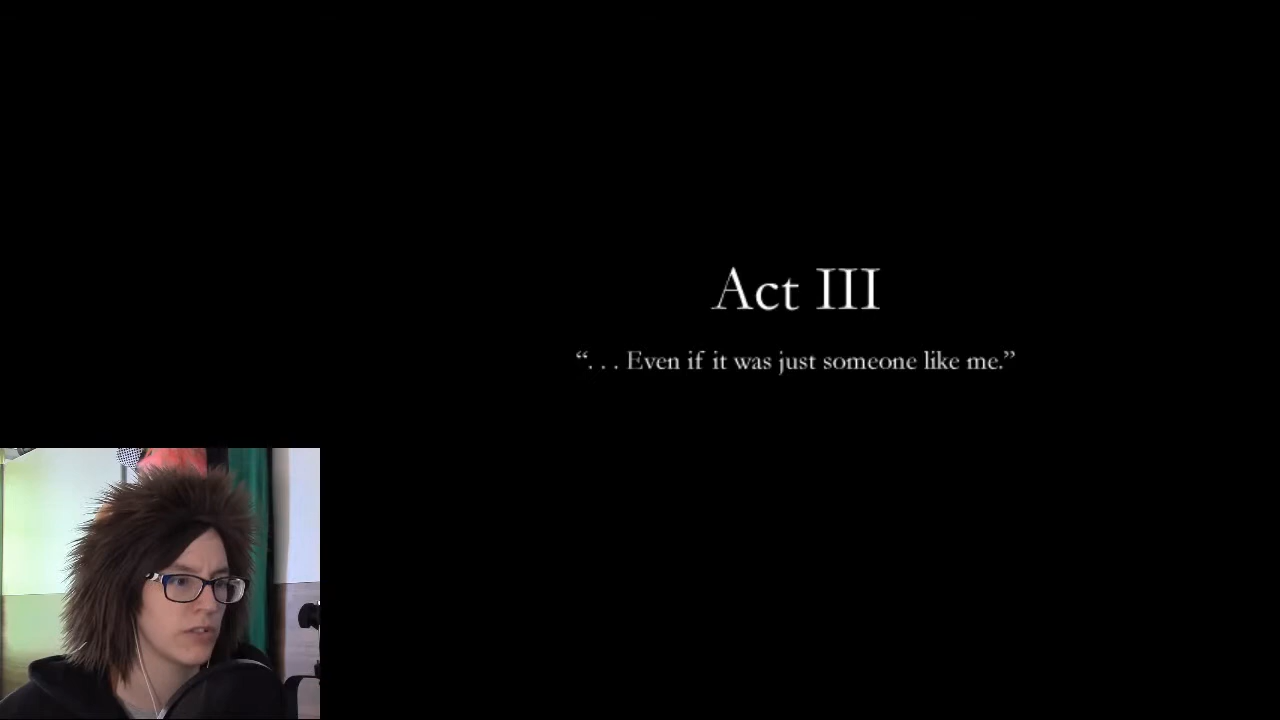 Act III
“. . . Even if it was just someone like me.”